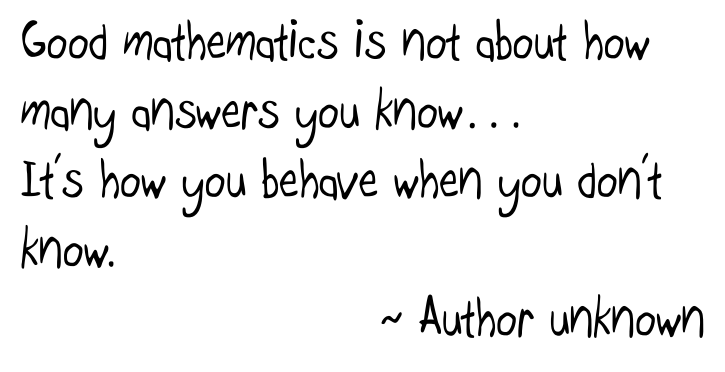 Good mathematics is not about how
many answers you know...
It's how you behave when you don't
know.
~ Author unknown